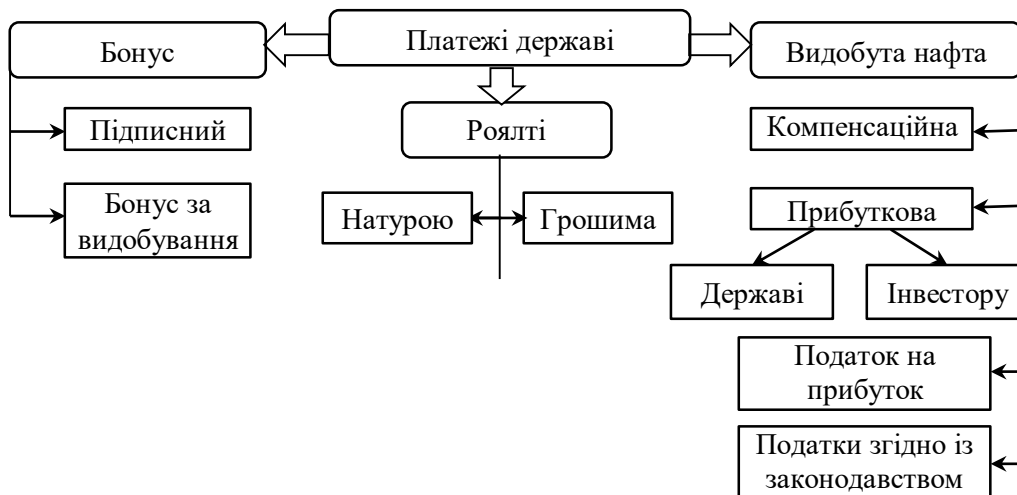 Бонус
Платежі державі
Видобута нафта
Підписний
Роялті
Компенсаційна
Бонус за
видобування
Натурою
Грошима
Прибуткова
Державі
Інвестору
Податок на
прибуток
Податки згідно із
законодавством